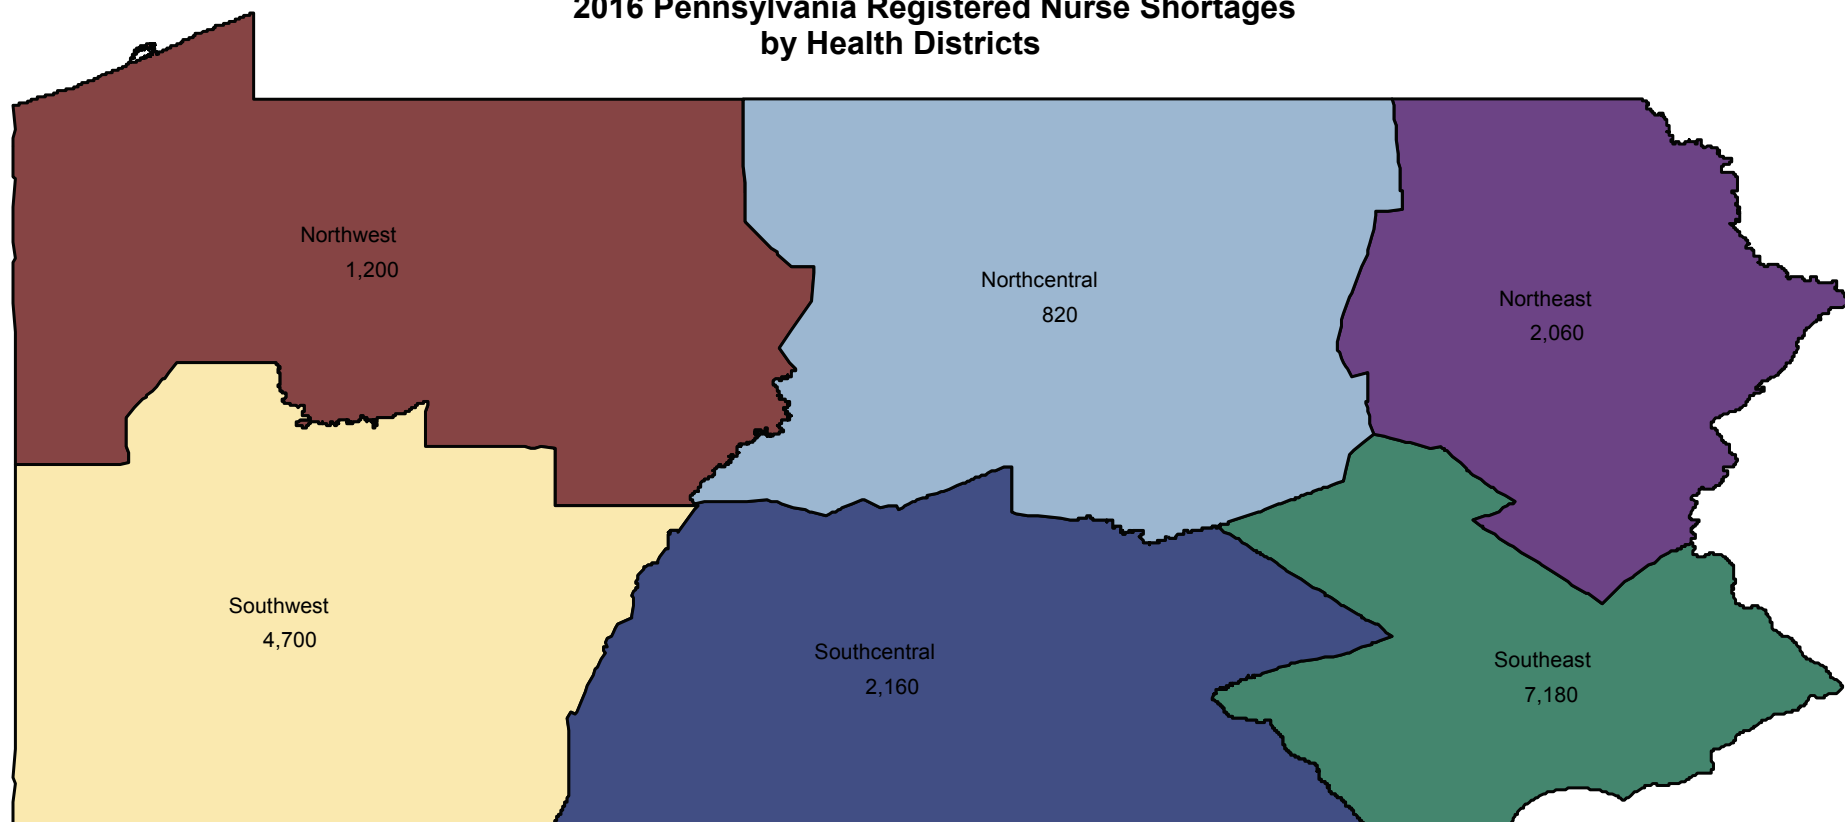 2016 Pennsylvania Registered Nurse Shortages
by Health Districts
Northwest
1,200
Northcentral
820
Northeast
2,060
Southwest
4,700
Southcentral
2,160
Southeast
7,180